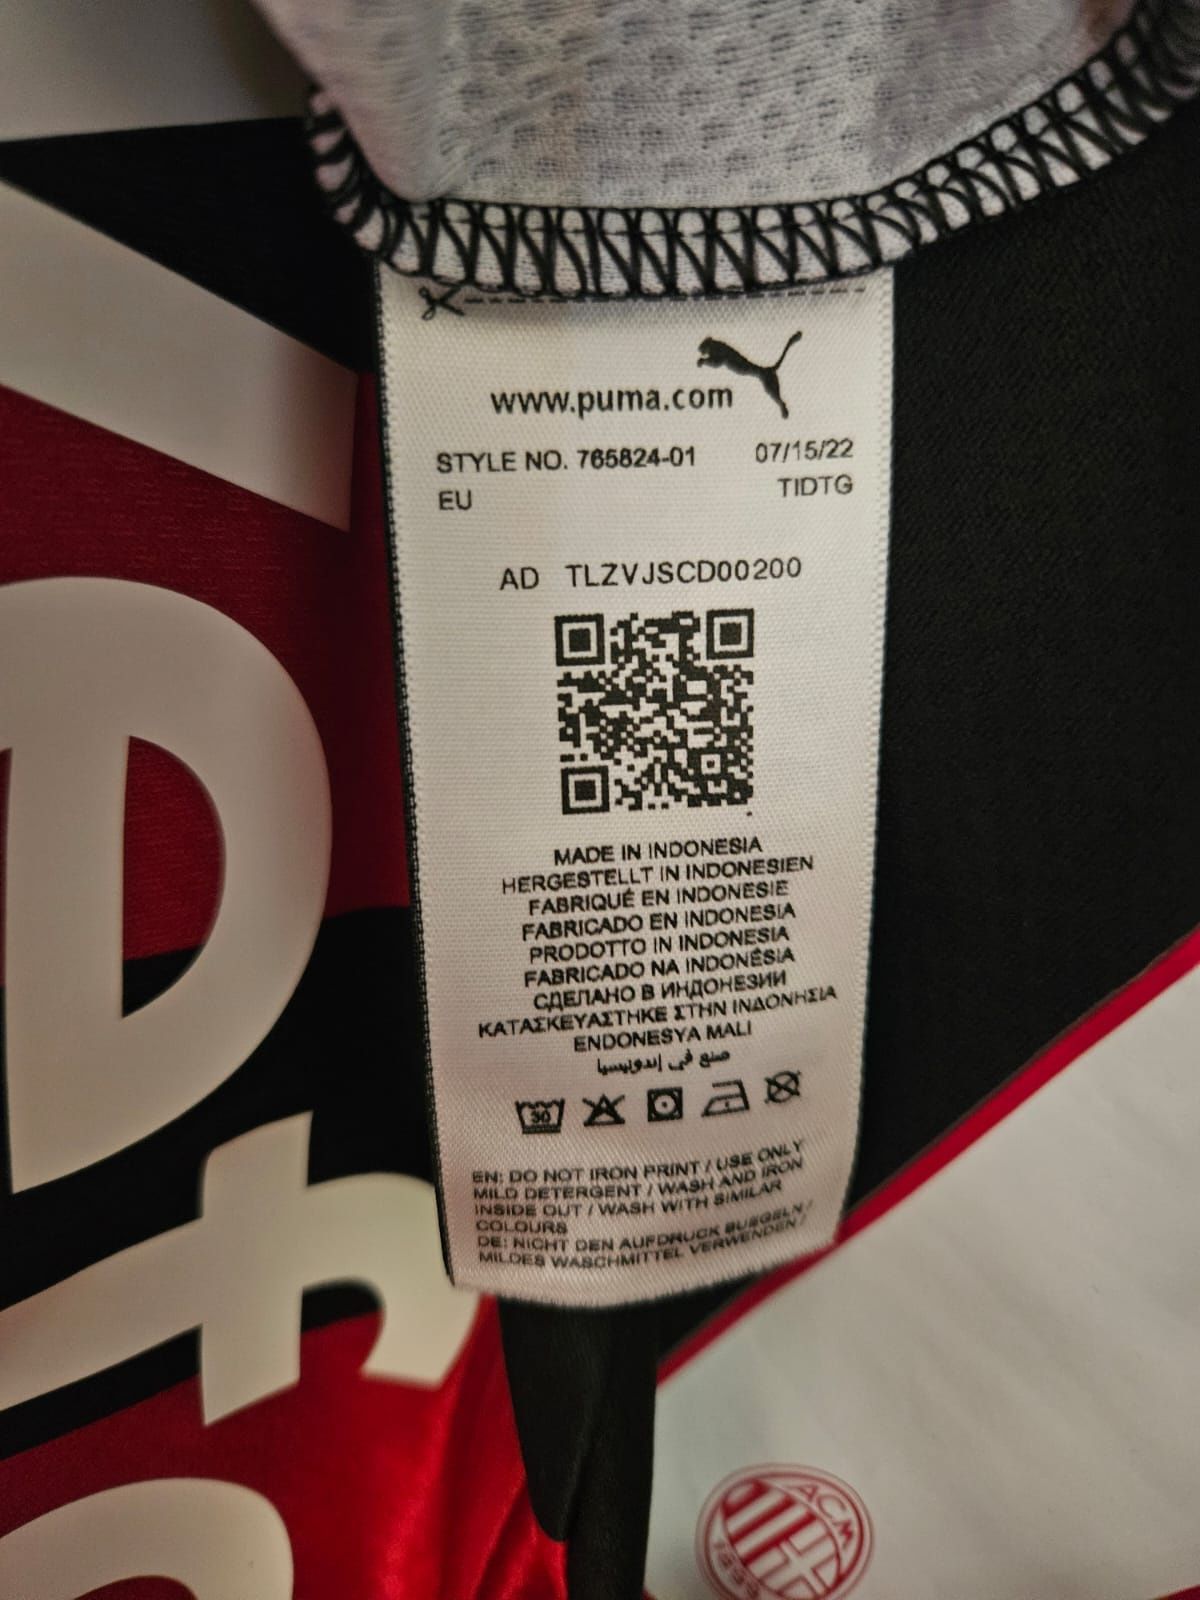 www.puma.com
STYLE NO. 765824-01 07/15/22
EU TIDTG
AD TLZVJSCD00200
MADE IN INDONESIA
HERGESTELLT IN INDONESIEN
FABRIQUÉ EN INDONESIE
FABRICADO EN INDONESIA
PRODOTTO IN INDONESIA
FABRICADO NA INDONÉSIA
СДЕЛАНО В ИНДОНЕЗИИ
ΚΑΤΑΣΚΕΥΑΣΤΗΚΕ ΣΤΗΝ ΙΝΔΟΝΗΣΙΑ
ENDONESYA MALI
صنع في إندونيسيا
30
EN: DO NOT IRON PRINT / USE ONLY
MILD DETERGENT / WASH AND IRON
INSIDE OUT / WASH WITH SIMILAR
COLOURS
DE: NICHT DEN AUFDRUCK BUEGELN /
MILDES WASCHMITTEL VERWENDEN /
ACM
1899